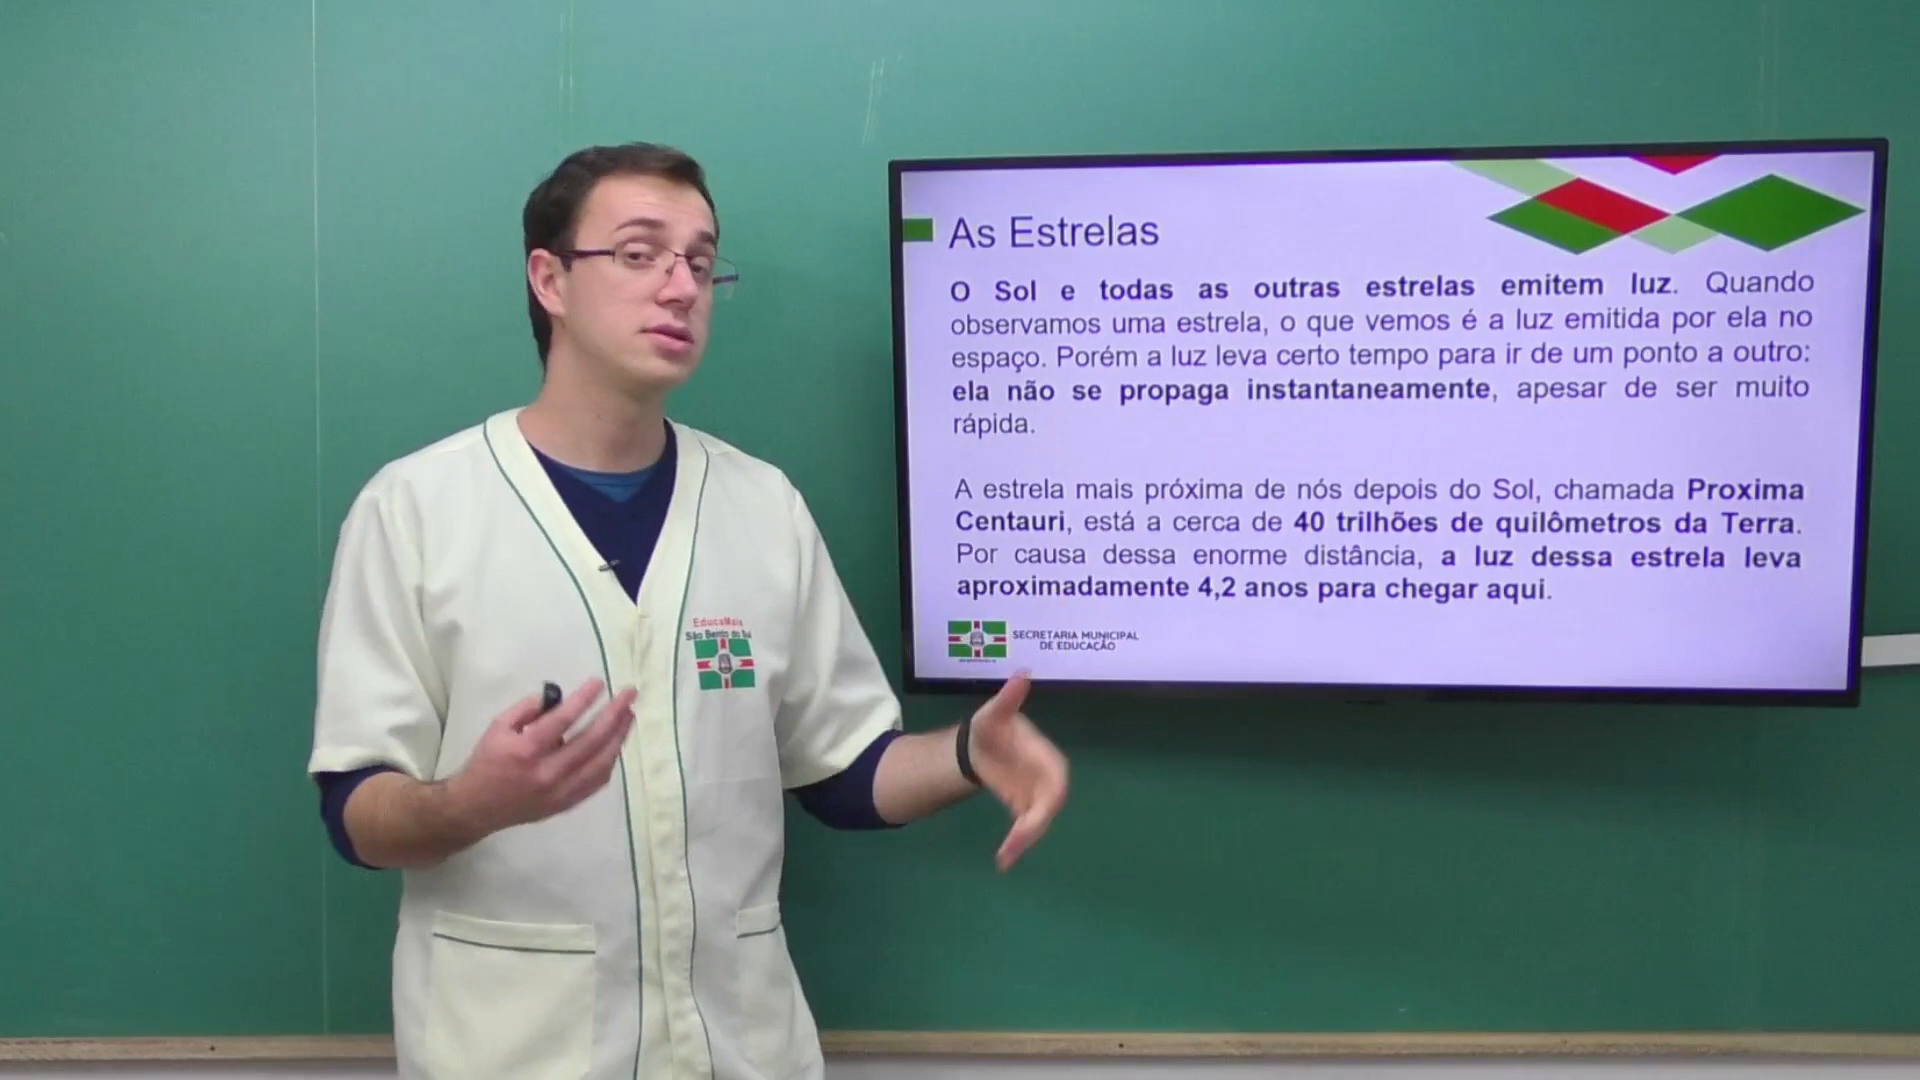 As Estrelas
O Sol e todas as outras estrelas emitem luz. Quando
observamos uma estrela, o que vemos é a luz emitida por ela no
espaço. Porém a luz leva certo tempo para ir de um ponto a outro:
ela não se propaga instantaneamente, apesar de ser muito
rápida.
A estrela mais próxima de nós depois do Sol, chamada Proxima
Centauri, está a cerca de 40 trilhões de quilômetros da Terra.
Por causa dessa enorme distância, a luz dessa estrela leva
aproximadamente 4,2 anos para chegar aqui.
SECRETARIA MUNICIPAL
DE EDUCAÇÃO
EducaMais
São Bento do Sul